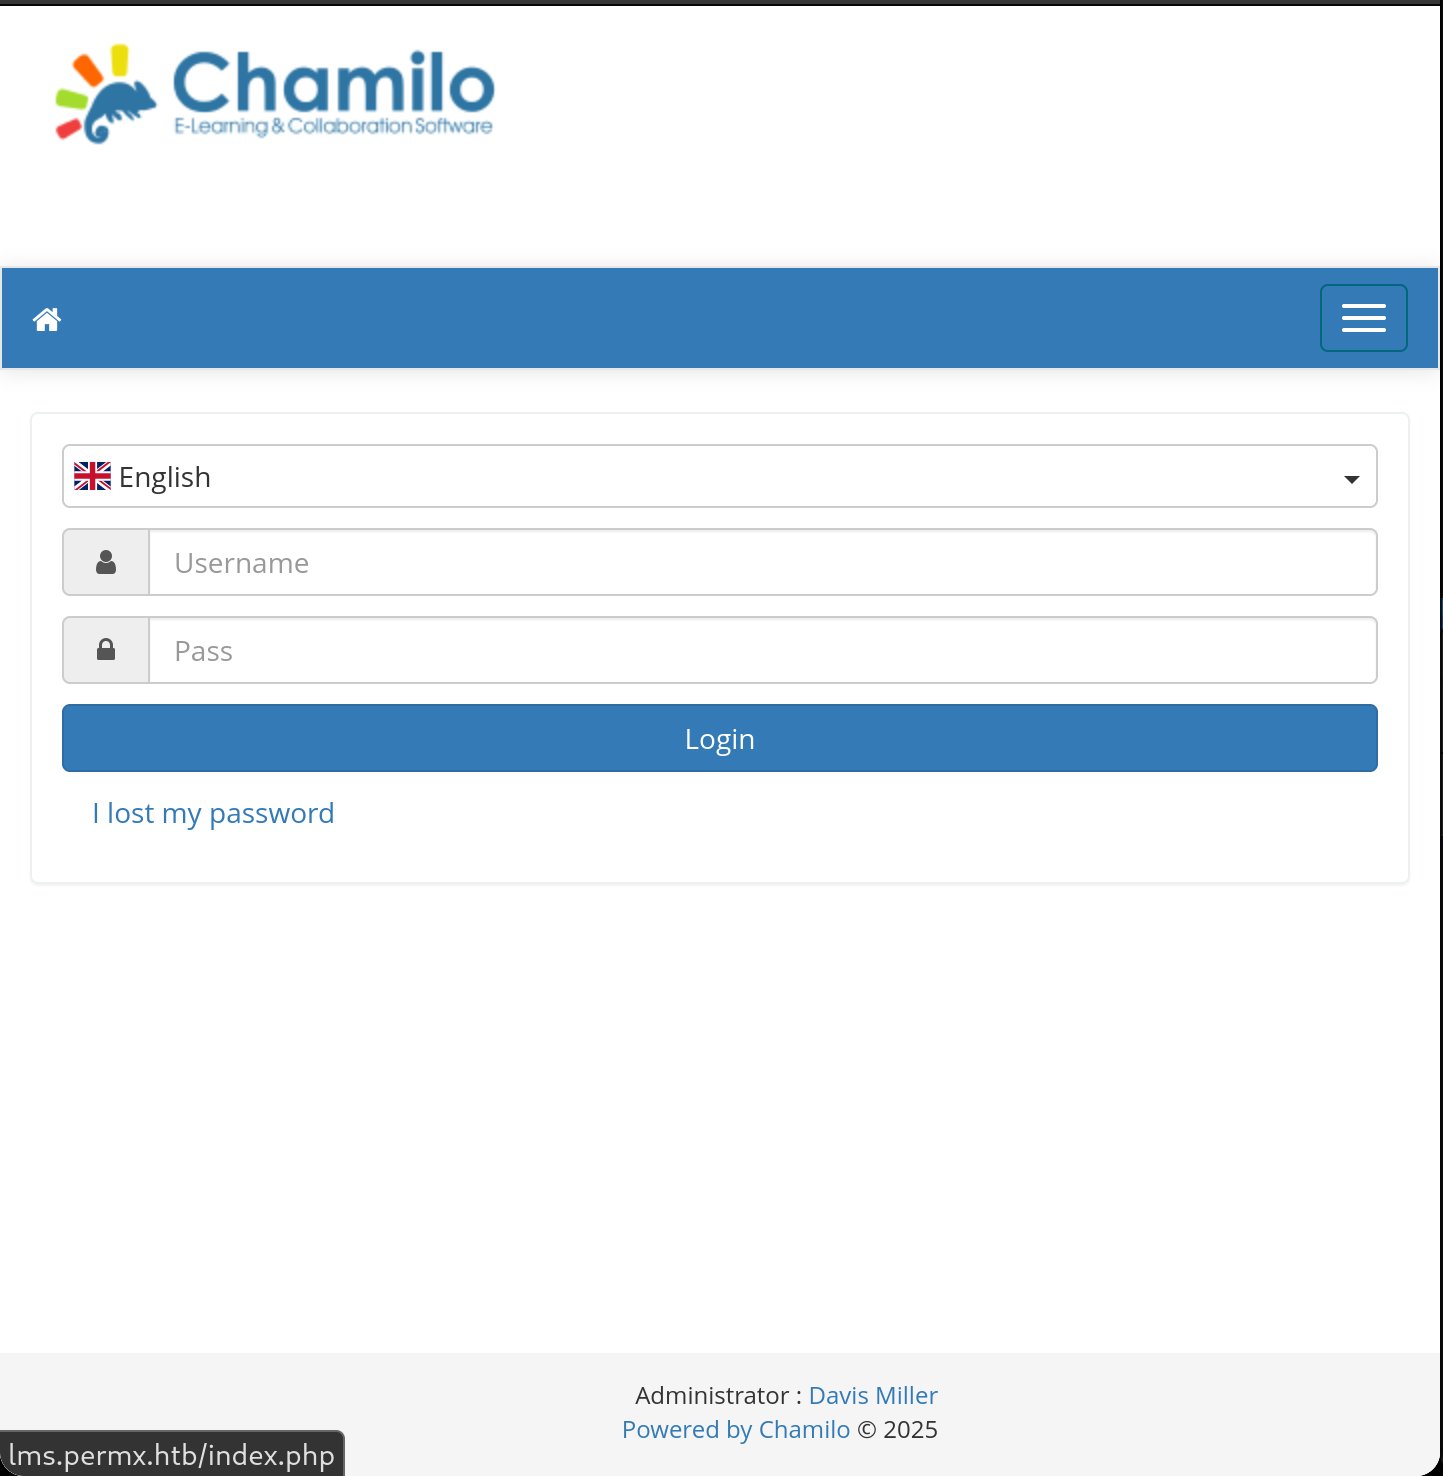 Chamilo
E-Learning & Collaboration Software
English
Username
Pass
Login
I lost my password
Administrator : Davis Miller
Powered by Chamilo © 2025
lms.permx.htb/index.php